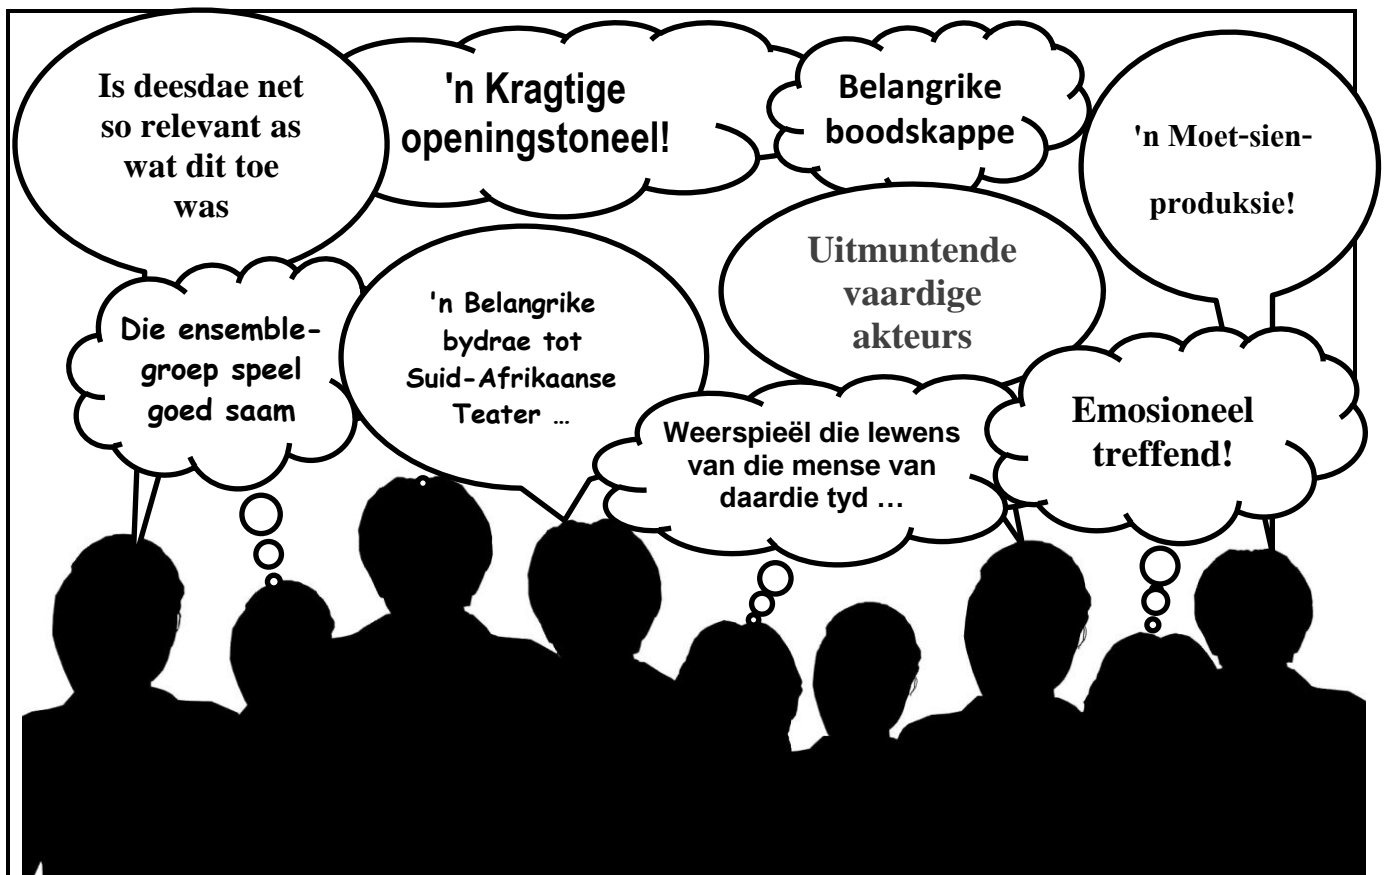 Is deesdae net
so relevant as
wat dit toe
was
'n Kragtige
openingstoneel!
Belangrike
boodskappe
'n Moet-sien-
produksie!
Die ensemble-
groep speel
goed saam
'n Belangrike
bydrae tot
Suid-Afrikaanse
Teater …
Uitmuntende
vaardige
akteurs
Weerspieël die lewens
van die mense van
daardie tyd …
Emosioneel
treffend!